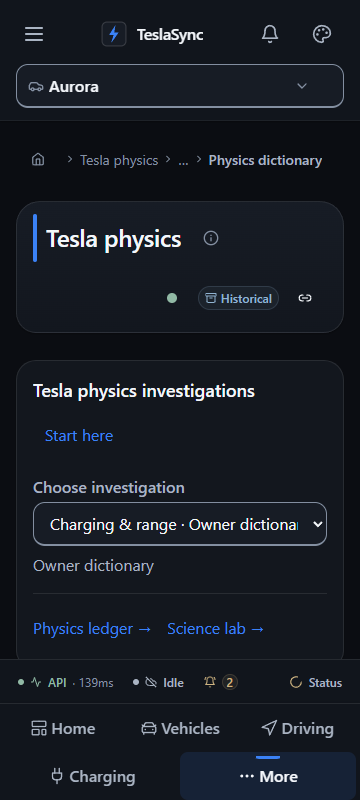 TeslaSync
Aurora
Tesla physics ... Physics dictionary
Tesla physics
Historical
Tesla physics investigations
Start here
Choose investigation
Charging & range · Owner dictionar
Owner dictionary
Physics ledger → Science lab →
API · 139ms Idle 2 Status
Home Vehicles Driving
Charging ··· More